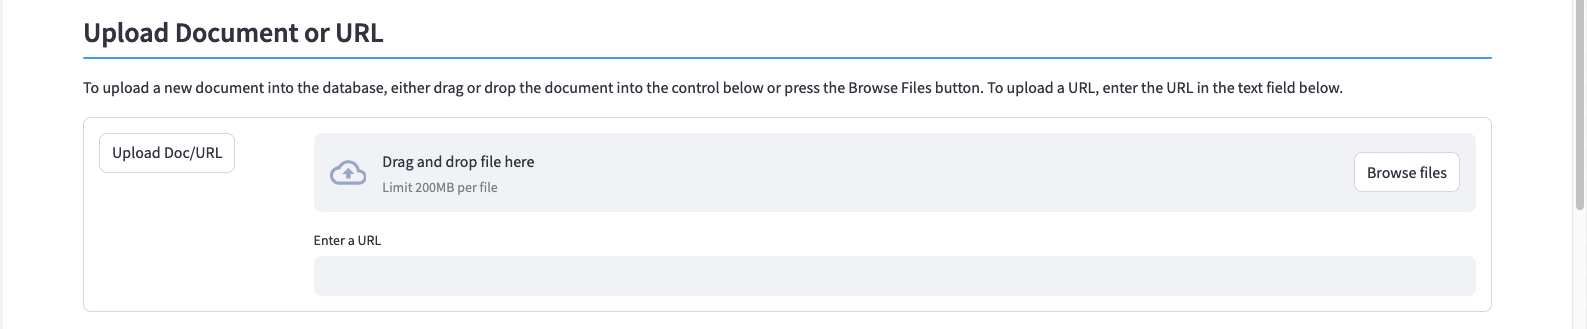 Upload Document or URL
To upload a new document into the database, either drag or drop the document into the control below or press the Browse Files button. To upload a URL, enter the URL in the text field below.
Upload Doc/URL
Drag and drop file here
Limit 200MB per file
Browse files
Enter a URL